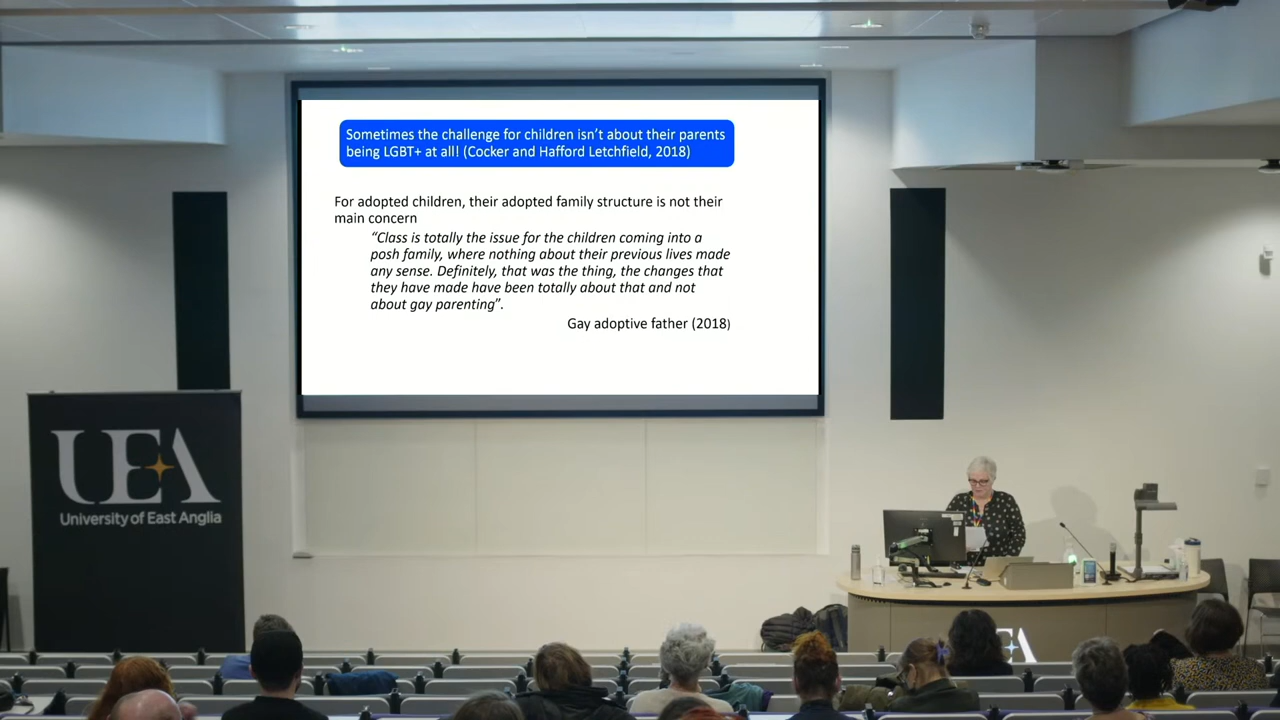 Sometimes the challenge for children isn't about their parents
being LGBT+ at all! (Cocker and Hafford Letchfield, 2018)
For adopted children, their adopted family structure is not their
main concern
“Class is totally the issue for the children coming into a
posh family, where nothing about their previous lives made
any sense. Definitely, that was the thing, the changes that
they have made have been totally about that and not
about gay parenting”.
Gay adoptive father (2018)
UEA
University of East Anglia